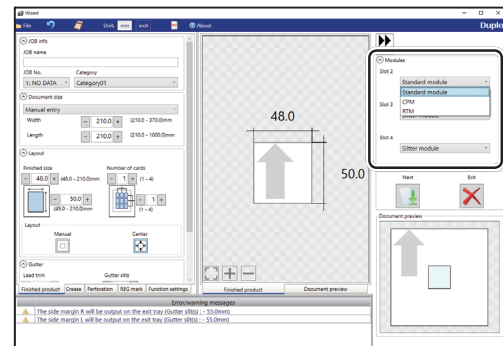 Wizard
File
Unit: mm inch
About
Duplo
JOB info
JOB name
JOB No. Category
1: NO DATA Category01
Document size
Manual entry
Width - 210.0 + (210.0 - 370.0)mm
Length - 210.0 + (210.0 - 1000.0)mm
Layout
Finished size Number of cards
- 48.0 + (48.0 - 210.0)mm - 1 + (1 - 4)
- 50.0 + - 1 +
(49.0 - 210.0)mm (1 - 4)
Layout
Manual Center
Gutter
Lead trim Gutter slits
Finished product Crease Perforation REG mark Function settings
48.0
50.0
Finished product Document preview
Modules
Slot 2
Standard module
Standard module
CPM
RTM
Slot 3
Slot 4
Slitter module
Next Exit
Document preview
Error/warning messages
The side margin R will be output on the exit tray (Gutter slit(s) : - 55.0mm)
The side margin L will be output on the exit tray (Gutter slit(s) : - 55.0mm)